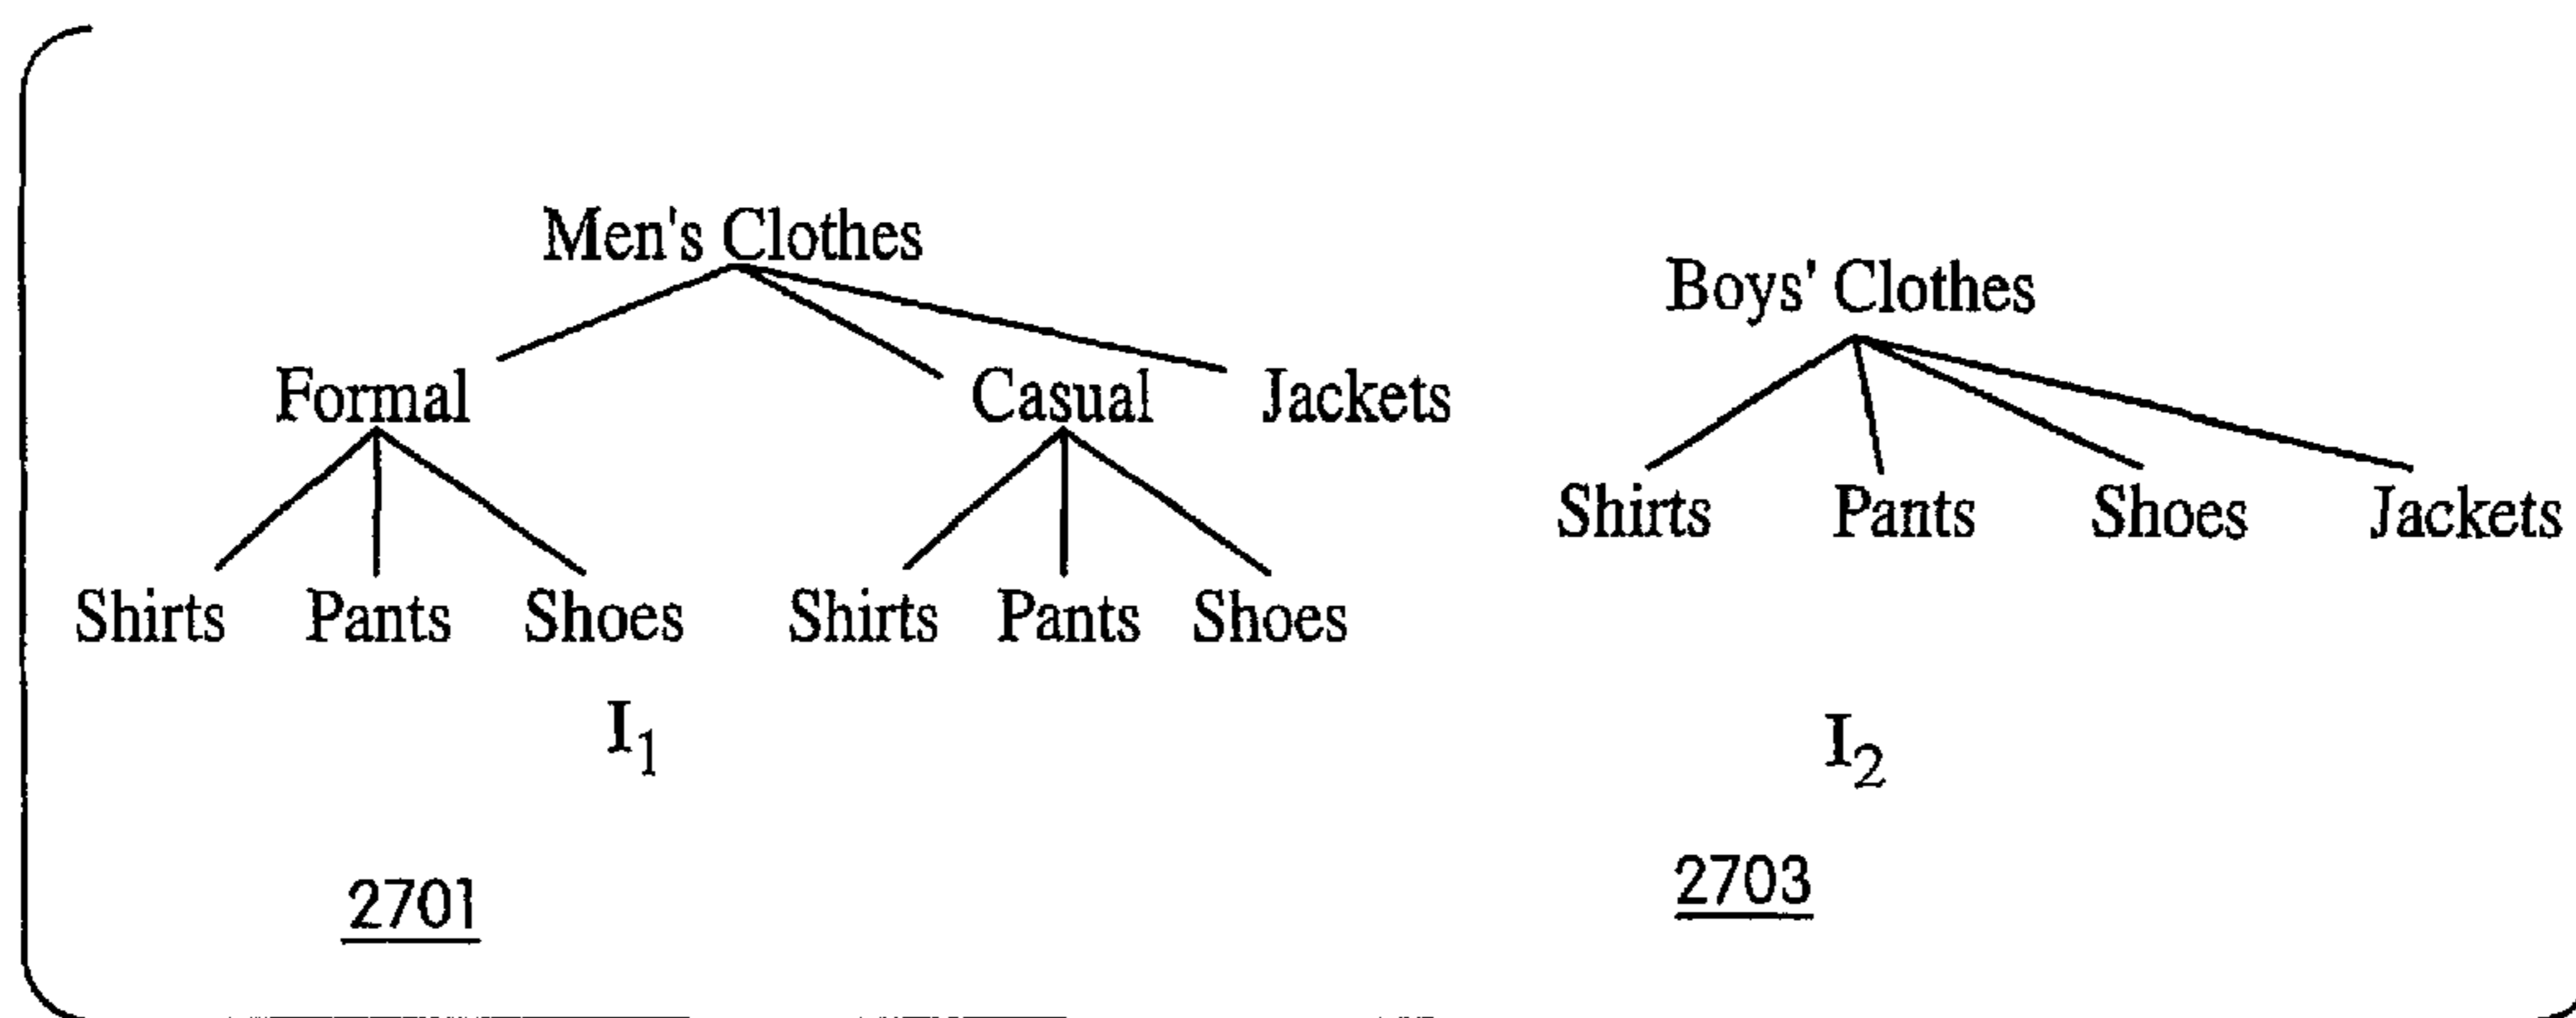 Men's Clothes
Formal Casual Jackets
Shirts Pants Shoes Shirts Pants Shoes
I1
2701
Boys' Clothes
Shirts Pants Shoes Jackets
I2
2703